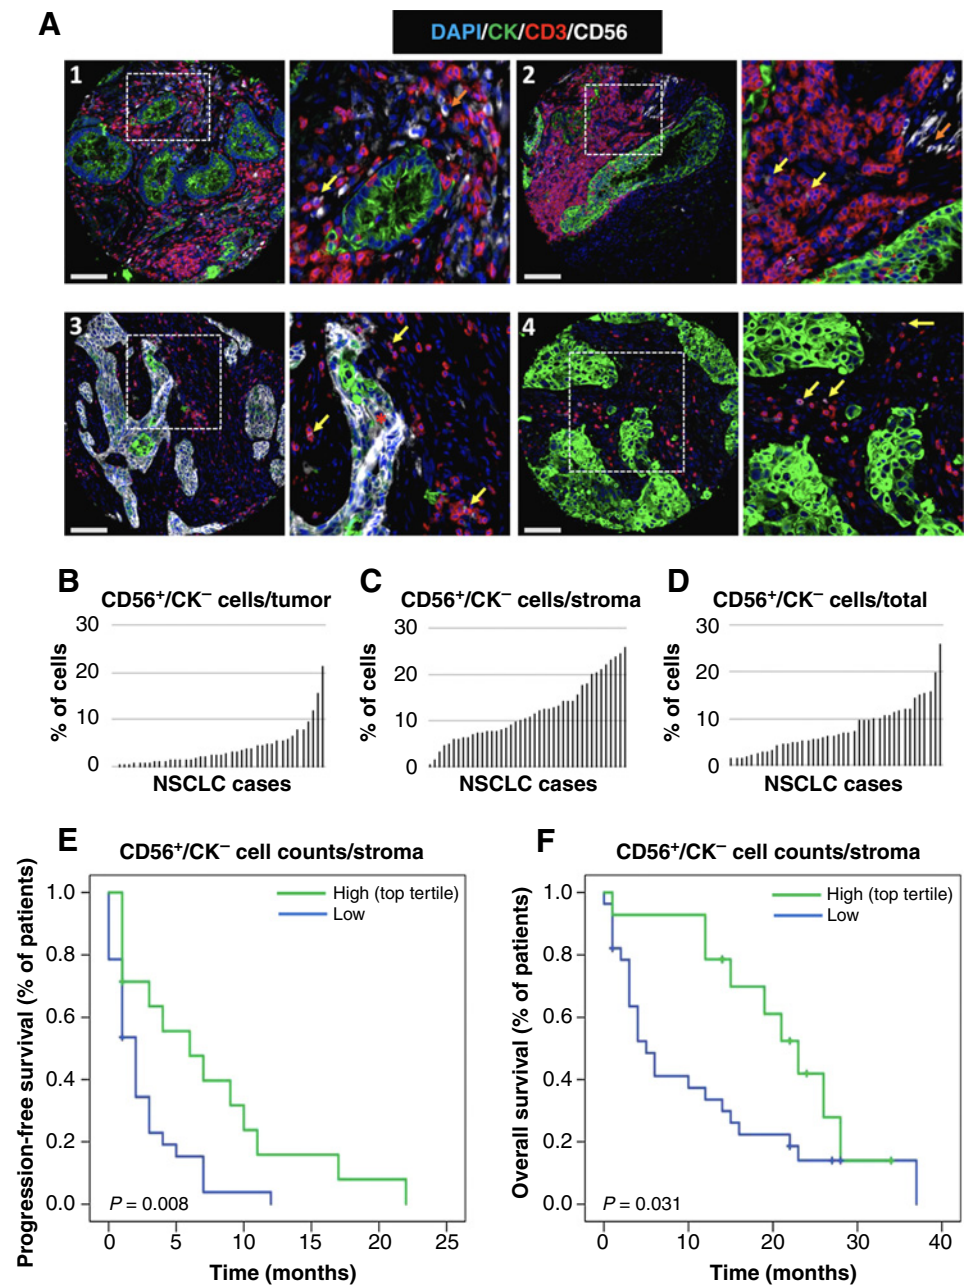 A
DAPI/CK/CD3/CD56
1
2
3
4
B
CD56+/CK− cells/tumor
% of cells
30
20
10
0
NSCLC cases
C
CD56+/CK− cells/stroma
% of cells
30
20
10
0
NSCLC cases
D
CD56+/CK− cells/total
% of cells
30
20
10
0
NSCLC cases
E
CD56+/CK− cell counts/stroma
Progression-free survival (% of patients)
1.0
0.8
0.6
0.4
0.2
0.0
High (top tertile)
Low
P = 0.008
0 5 10 15 20 25
Time (months)
F
CD56+/CK− cell counts/stroma
Overall survival (% of patients)
1.0
0.8
0.6
0.4
0.2
0.0
High (top tertile)
Low
P = 0.031
0 10 20 30 40
Time (months)